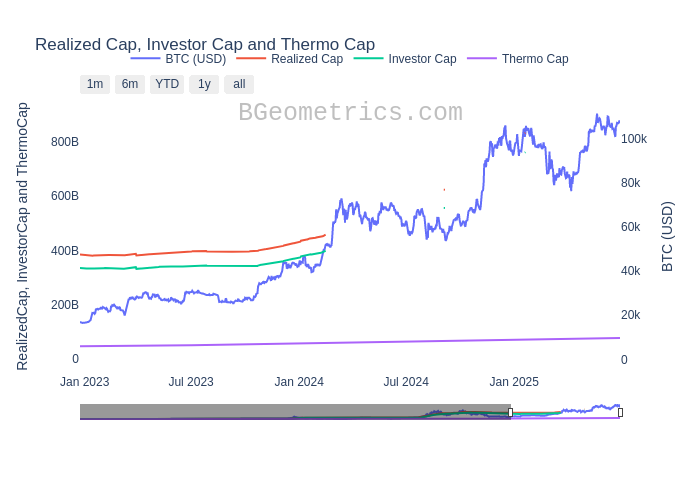 Realized Cap, Investor Cap and Thermo Cap
BTC (USD) Realized Cap Investor Cap Thermo Cap
1m 6m YTD 1y all
BGeometrics.com
RealizedCap, InvestorCap and ThermoCap
800B
600B
400B
200B
0
100k
80k
60k
40k
20k
0
BTC (USD)
Jan 2023 Jul 2023 Jan 2024 Jul 2024 Jan 2025